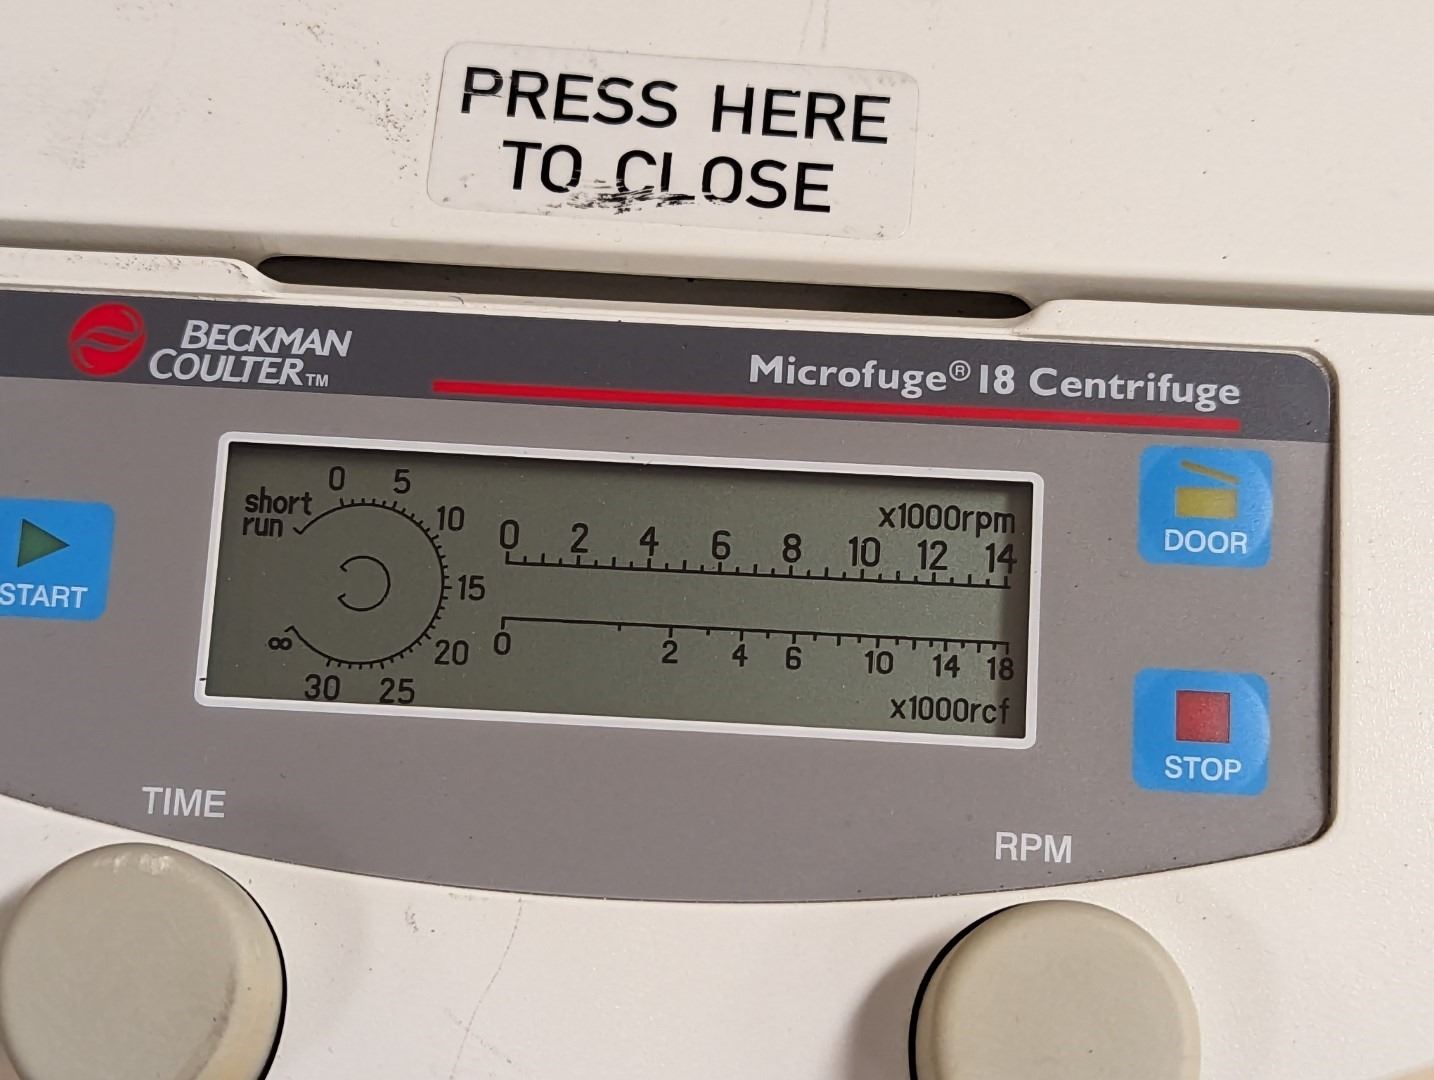 PRESS HERE
TO CLOSE
BECKMAN
COULTER™
Microfuge® 18 Centrifuge
START
short
run
0 5 10 15 20 25 30 ∞
x1000rpm
0 2 4 6 8 10 12 14
0 2 4 6 10 14 18
x1000rcf
DOOR
STOP
TIME
RPM